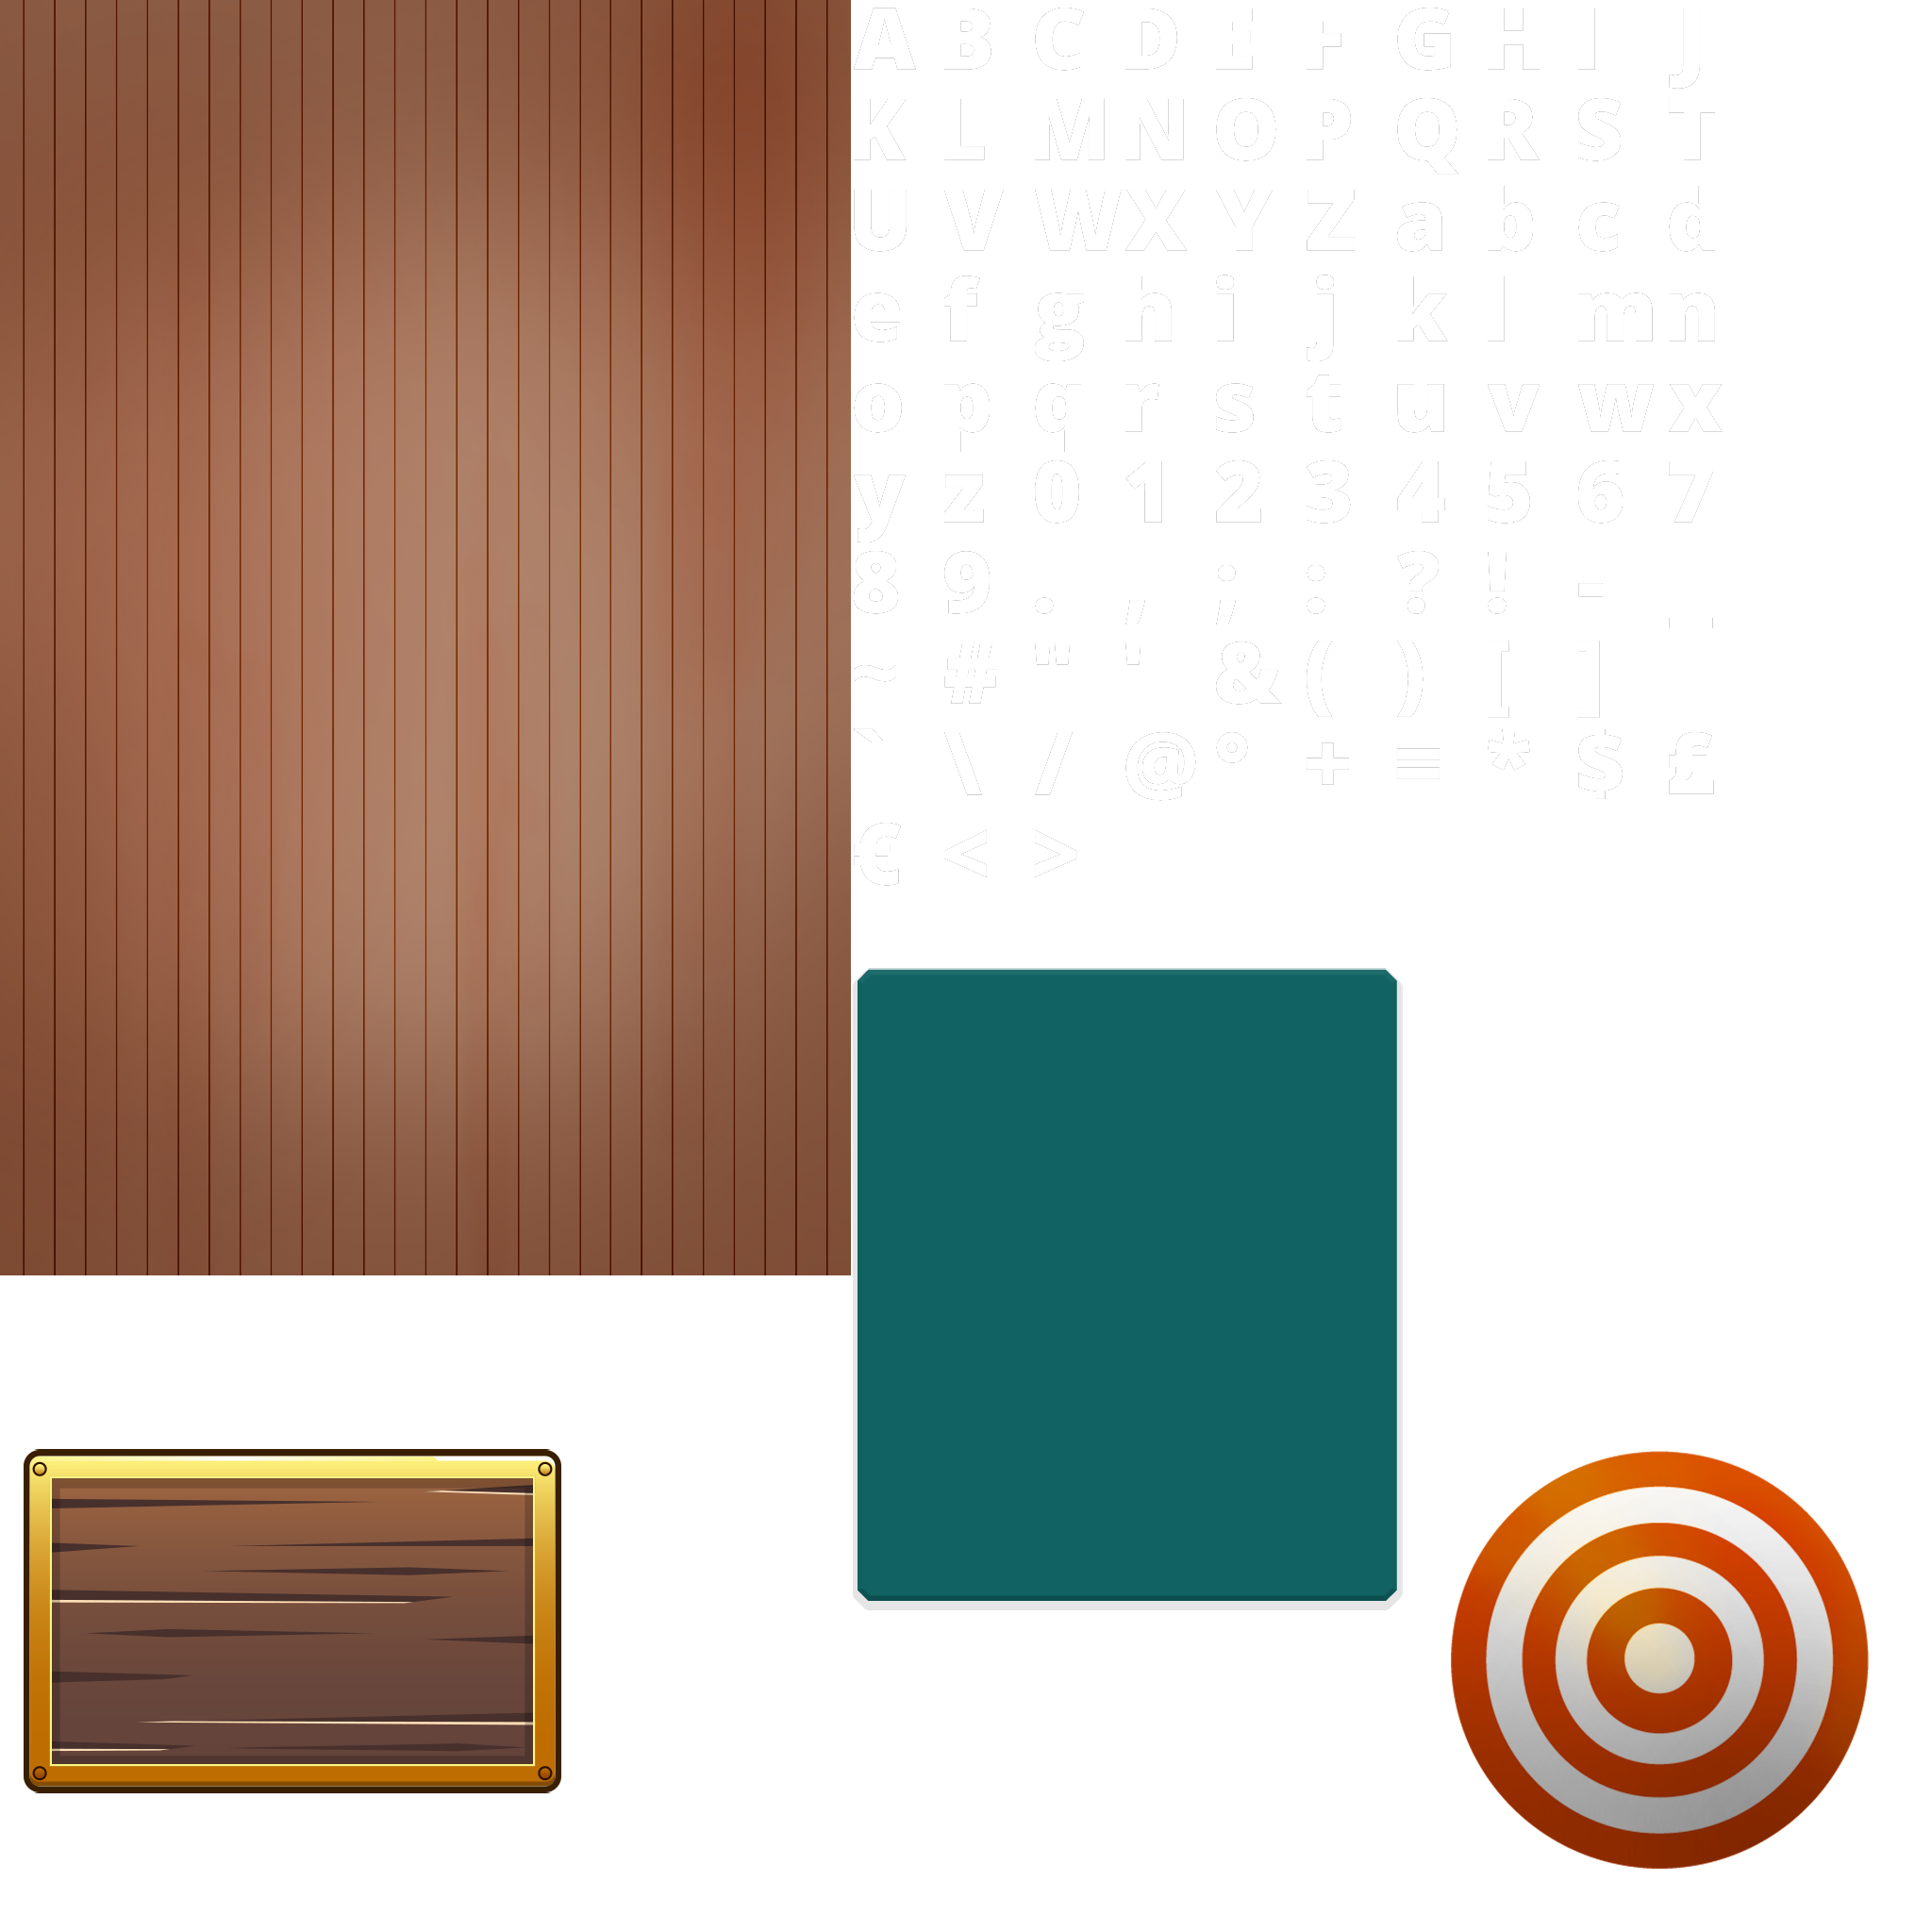 A B C D E F G H I J
K L M N O P Q R S T
U V W X Y Z a b c d
e f g h i j k l m n
o p q r s t u v w x
y z 0 1 2 3 4 5 6 7
8 9 . , ; : ? ! - _
~ # " ' & ( ) [ ]
` \ / @ ° + = * $ £
€ < >